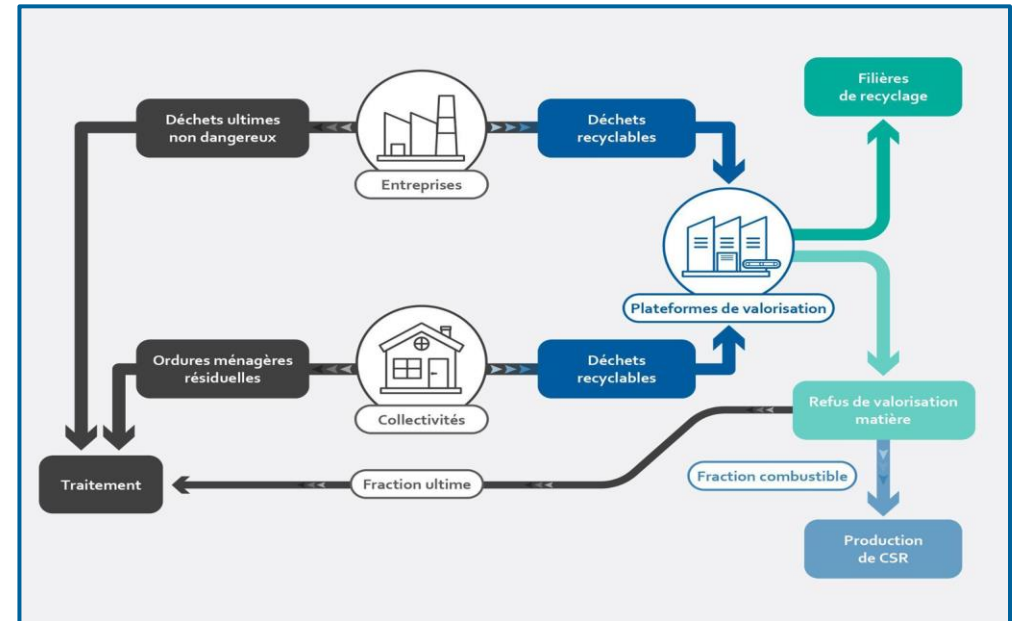 Filières
de recyclage
Déchets ultimes
non dangereux
Déchets
recyclables
Entreprises
Plateformes de valorisation
Ordures ménagères
résiduelles
Déchets
recyclables
Collectivités
Refus de valorisation
matière
Traitement
Fraction ultime
Fraction combustible
Production
de CSR